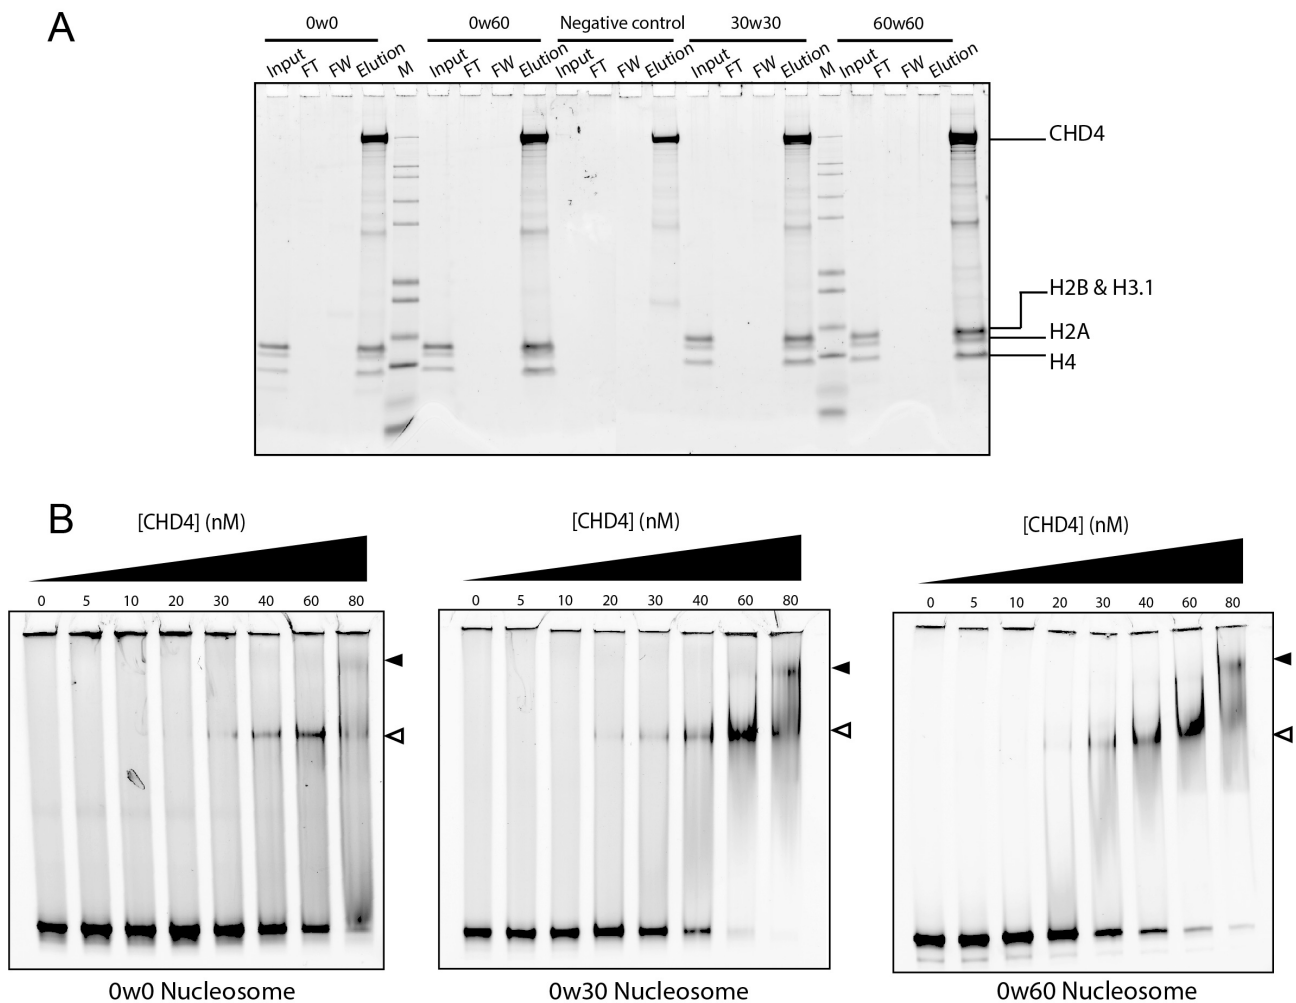 A
0w0 0w60 Negative control 30w30 60w60
Input FT FW Elution M Input FT FW Elution Input FT FW Elution Input FT FW Elution M Input FT FW Elution
CHD4
H2B & H3.1
H2A
H4
B
[CHD4] (nM) [CHD4] (nM) [CHD4] (nM)
0 5 10 20 30 40 60 80 0 5 10 20 30 40 60 80 0 5 10 20 30 40 60 80
0w0 Nucleosome 0w30 Nucleosome 0w60 Nucleosome